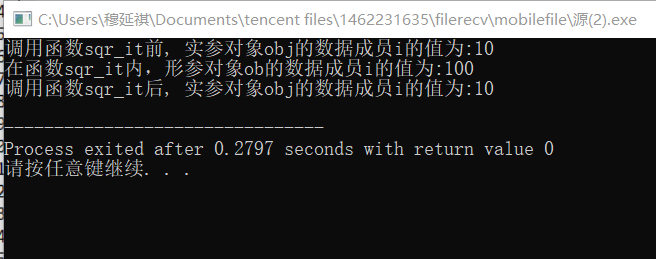 C:\Users\穆延祺\Documents\tencent files\1462231635\filerecv\mobilefile\源(2).exe
调用函数sqr_it前, 实参对象obj的数据成员i的值为:10
在函数sqr_it内, 形参对象ob的数据成员i的值为:100
调用函数sqr_it后, 实参对象obj的数据成员i的值为:10
--------------------------------
Process exited after 0.2797 seconds with return value 0
请按任意键继续. . .